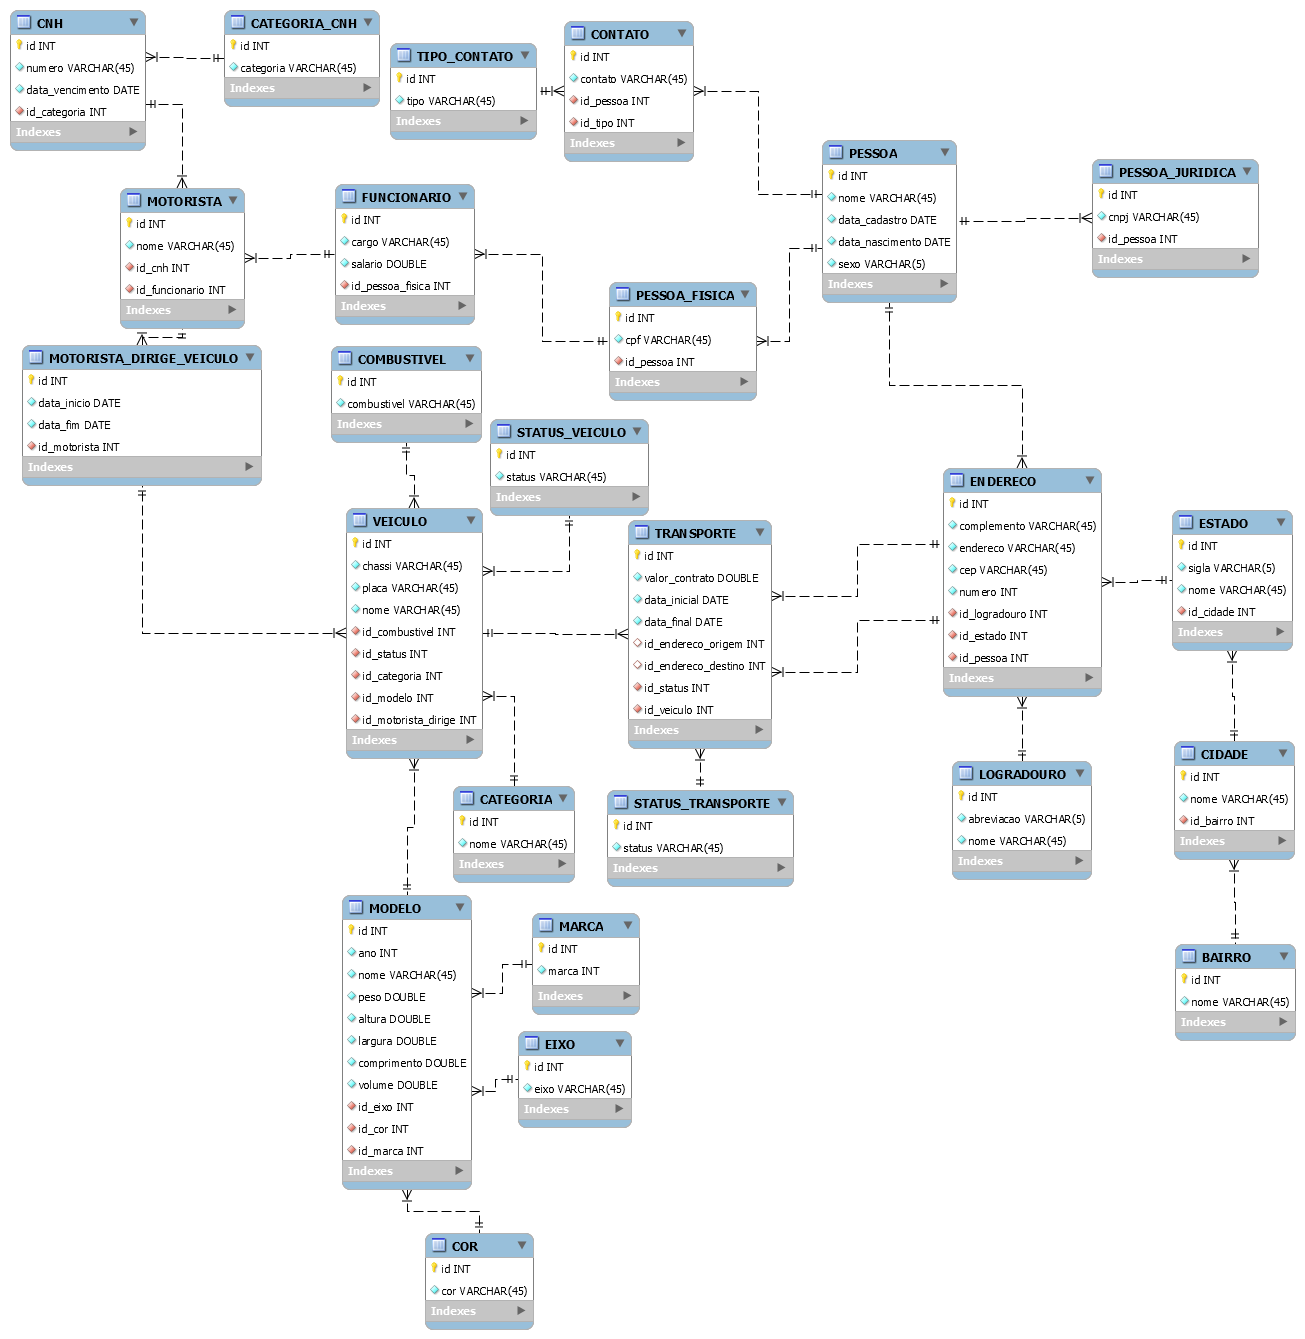 CNH
id INT
numero VARCHAR(45)
data_vencimento DATE
id_categoria INT
Indexes
CATEGORIA_CNH
id INT
categoria VARCHAR(45)
Indexes
TIPO_CONTATO
id INT
tipo VARCHAR(45)
Indexes
CONTATO
id INT
contato VARCHAR(45)
id_pessoa INT
id_tipo INT
Indexes
PESSOA
id INT
nome VARCHAR(45)
data_cadastro DATE
data_nascimento DATE
sexo VARCHAR(5)
Indexes
PESSOA_JURIDICA
id INT
cnpj VARCHAR(45)
id_pessoa INT
Indexes
MOTORISTA
id INT
nome VARCHAR(45)
id_cnh INT
id_funcionario INT
Indexes
FUNCIONARIO
id INT
cargo VARCHAR(45)
salario DOUBLE
id_pessoa_fisica INT
Indexes
PESSOA_FISICA
id INT
cpf VARCHAR(45)
id_pessoa INT
Indexes
MOTORISTA_DIRIGE_VEICULO
id INT
data_inicio DATE
data_fim DATE
id_motorista INT
Indexes
COMBUSTIVEL
id INT
combustivel VARCHAR(45)
Indexes
STATUS_VEICULO
id INT
status VARCHAR(45)
Indexes
VEICULO
id INT
chassi VARCHAR(45)
placa VARCHAR(45)
nome VARCHAR(45)
id_combustivel INT
id_status INT
id_categoria INT
id_modelo INT
id_motorista_dirige INT
Indexes
TRANSPORTE
id INT
valor_contrato DOUBLE
data_inicial DATE
data_final DATE
id_endereco_origem INT
id_endereco_destino INT
id_status INT
id_veiculo INT
Indexes
ENDERECO
id INT
complemento VARCHAR(45)
endereco VARCHAR(45)
cep VARCHAR(45)
numero INT
id_logradouro INT
id_estado INT
id_pessoa INT
Indexes
ESTADO
id INT
sigla VARCHAR(5)
nome VARCHAR(45)
id_cidade INT
Indexes
CATEGORIA
id INT
nome VARCHAR(45)
Indexes
STATUS_TRANSPORTE
id INT
status VARCHAR(45)
Indexes
LOGRADOURO
id INT
abreviacao VARCHAR(5)
nome VARCHAR(45)
Indexes
CIDADE
id INT
nome VARCHAR(45)
id_bairro INT
Indexes
MODELO
id INT
ano INT
nome VARCHAR(45)
peso DOUBLE
altura DOUBLE
largura DOUBLE
comprimento DOUBLE
volume DOUBLE
id_eixo INT
id_cor INT
id_marca INT
Indexes
MARCA
id INT
marca INT
Indexes
BAIRRO
id INT
nome VARCHAR(45)
Indexes
EIXO
id INT
eixo VARCHAR(45)
Indexes
COR
id INT
cor VARCHAR(45)
Indexes